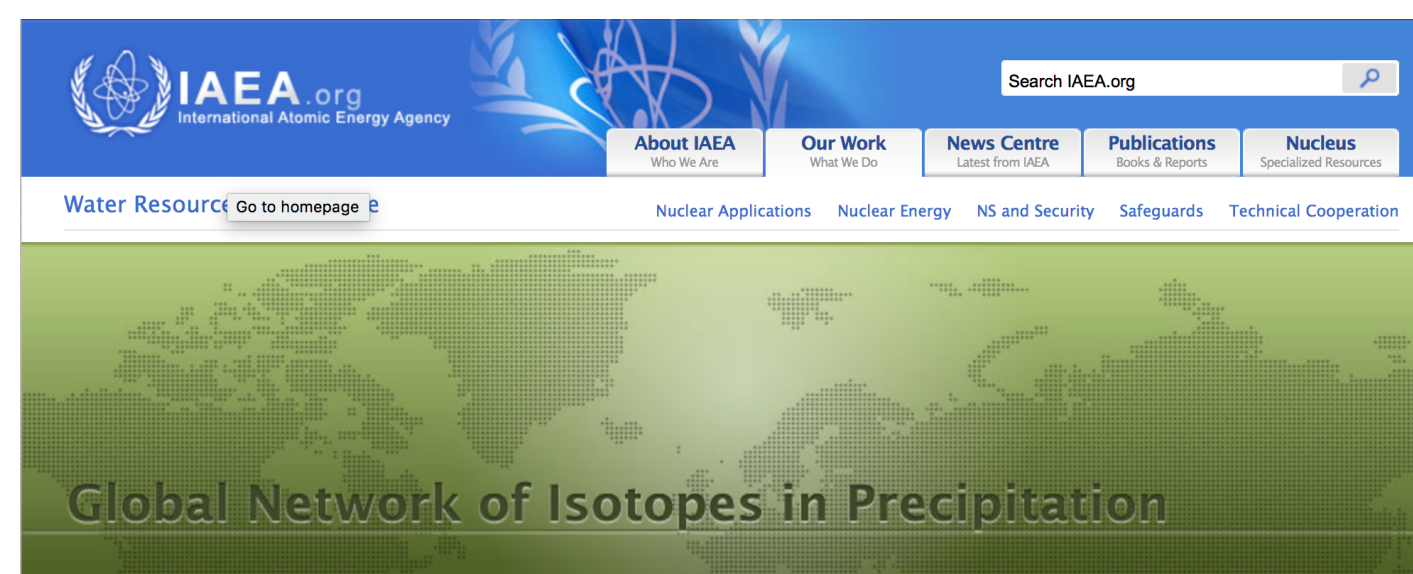 IAEA.org
International Atomic Energy Agency
Search IAEA.org
About IAEA
Who We Are
Our Work
What We Do
News Centre
Latest from IAEA
Publications
Books & Reports
Nucleus
Specialized Resources
Water
Go to homepage
Nuclear Applications Nuclear Energy NS and Security Safeguards Technical Cooperation
Global Network of Isotopes in Precipitation